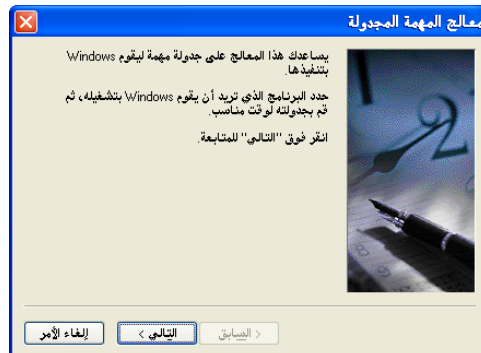 معالج المهمة المجدولة
يساعدك هذا المعالج على جدولة مهمة ليقوم Windows
بتنفيذها.
حدد البرنامج الذي تريد أن يقوم Windows بتشغيله، ثم
قم بجدولته لوقت مناسب.
انقر فوق "التالي" للمتابعة.
< السابق
التالي >
إلغاء الأمر